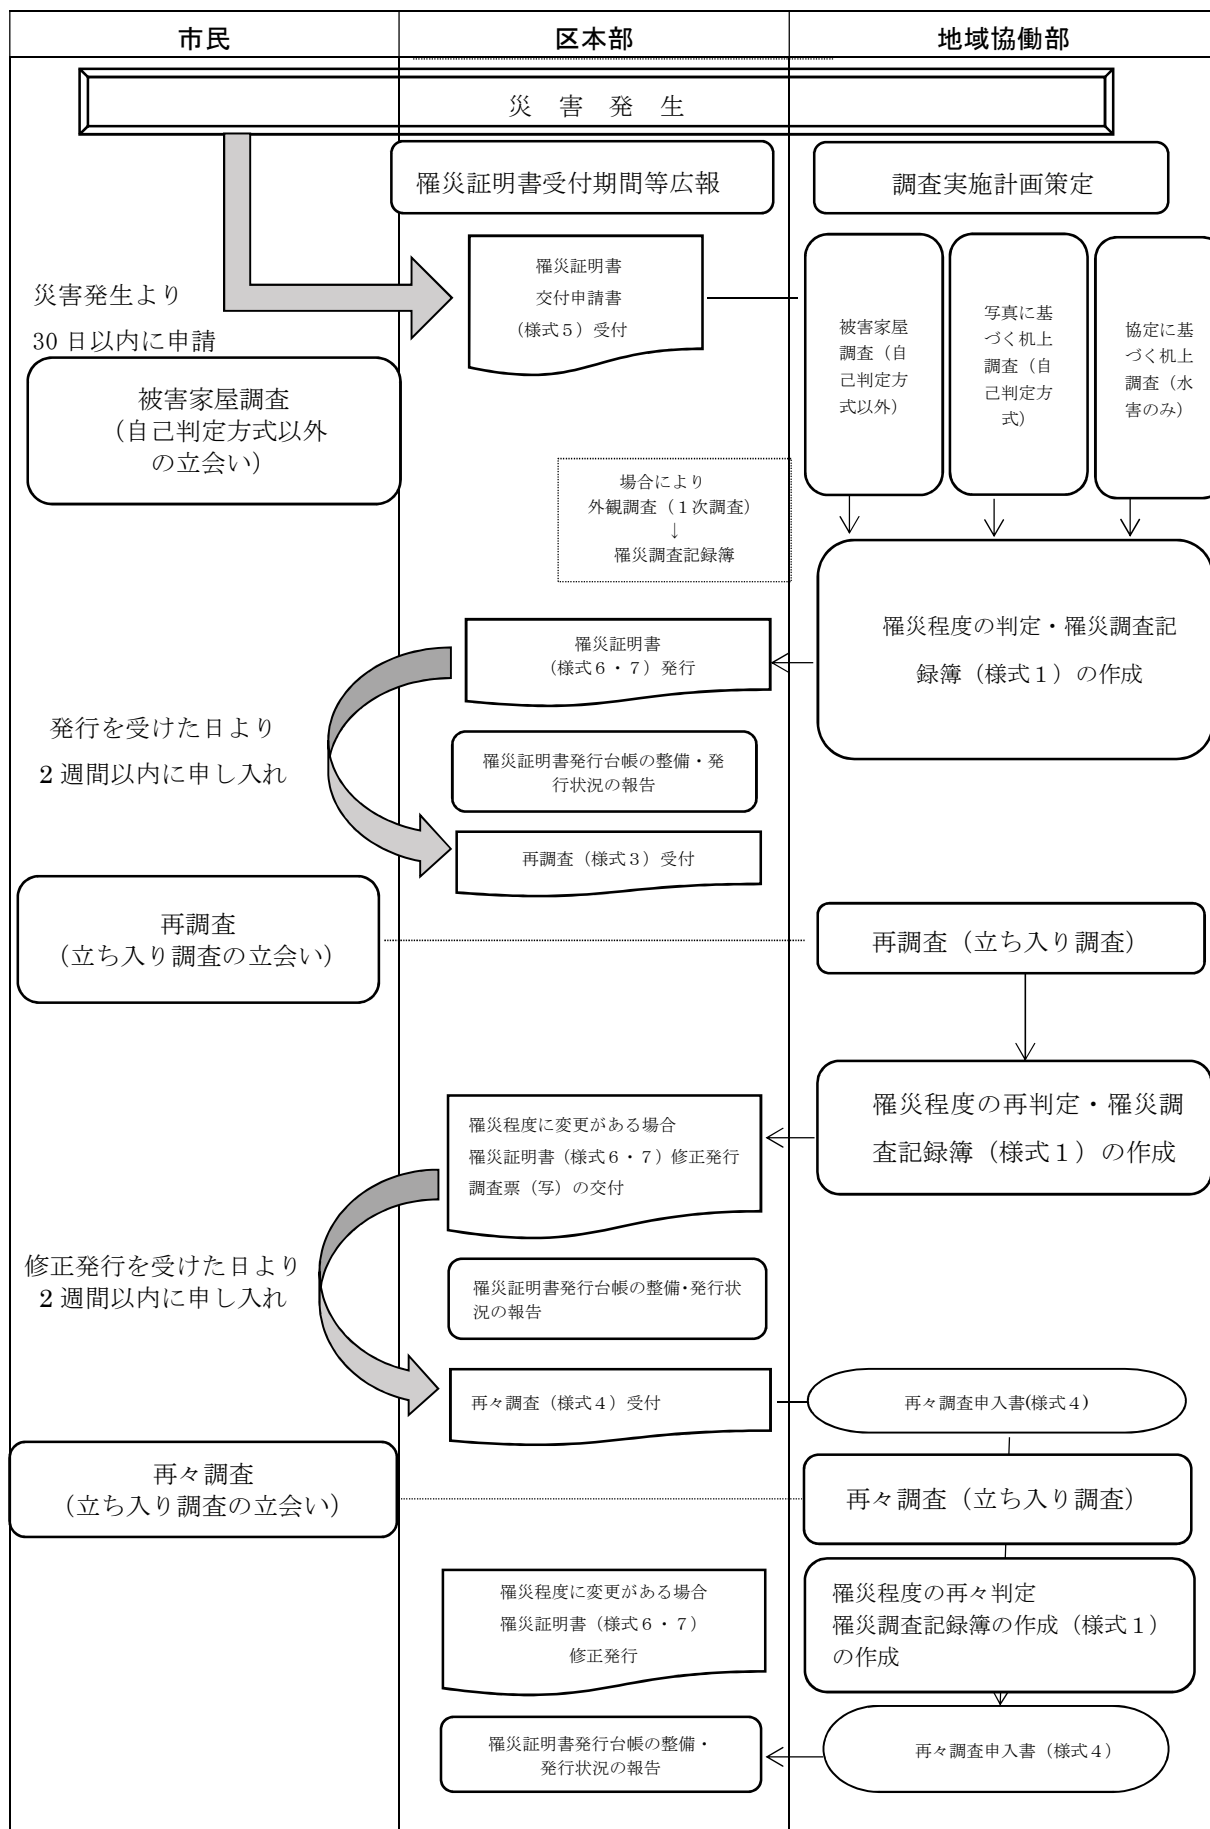 市民
区本部
地域協働部
災 害 発 生
罹災証明書受付期間等広報
調査実施計画策定
罹災証明書
交付申請書
(様式５）受付
災害発生より
30 日以内に申請
被害家屋
調査（自
己判定方
式以外）
写真に基
づく机上
調査（自
己判定方
式）
協定に基
づく机上
調査（水
害のみ）
被害家屋調査
（自己判定方式以外
の立会い）
場合により
外観調査（１次調査）
↓
罹災調査記録簿
罹災程度の判定・罹災調査記
録簿（様式１）の作成
罹災証明書
(様式６・７）発行
発行を受けた日より
2 週間以内に申し入れ
罹災証明書発行台帳の整備・発
行状況の報告
再調査（様式３）受付
再調査
（立ち入り調査の立会い）
再調査（立ち入り調査）
罹災程度の再判定・罹災調
査記録簿（様式１）の作成
罹災程度に変更がある場合
罹災証明書（様式６・７）修正発行
調査票（写）の交付
修正発行を受けた日より
2 週間以内に申し入れ
罹災証明書発行台帳の整備・発行状
況の報告
再々調査（様式４）受付
再々調査申入書(様式４)
再々調査
（立ち入り調査の立会い）
再々調査（立ち入り調査）
罹災程度に変更がある場合
罹災証明書（様式６・７）
修正発行
罹災程度の再々判定
罹災調査記録簿の作成（様式１）
の作成
罹災証明書発行台帳の整備・
発行状況の報告
再々調査申入書（様式４）